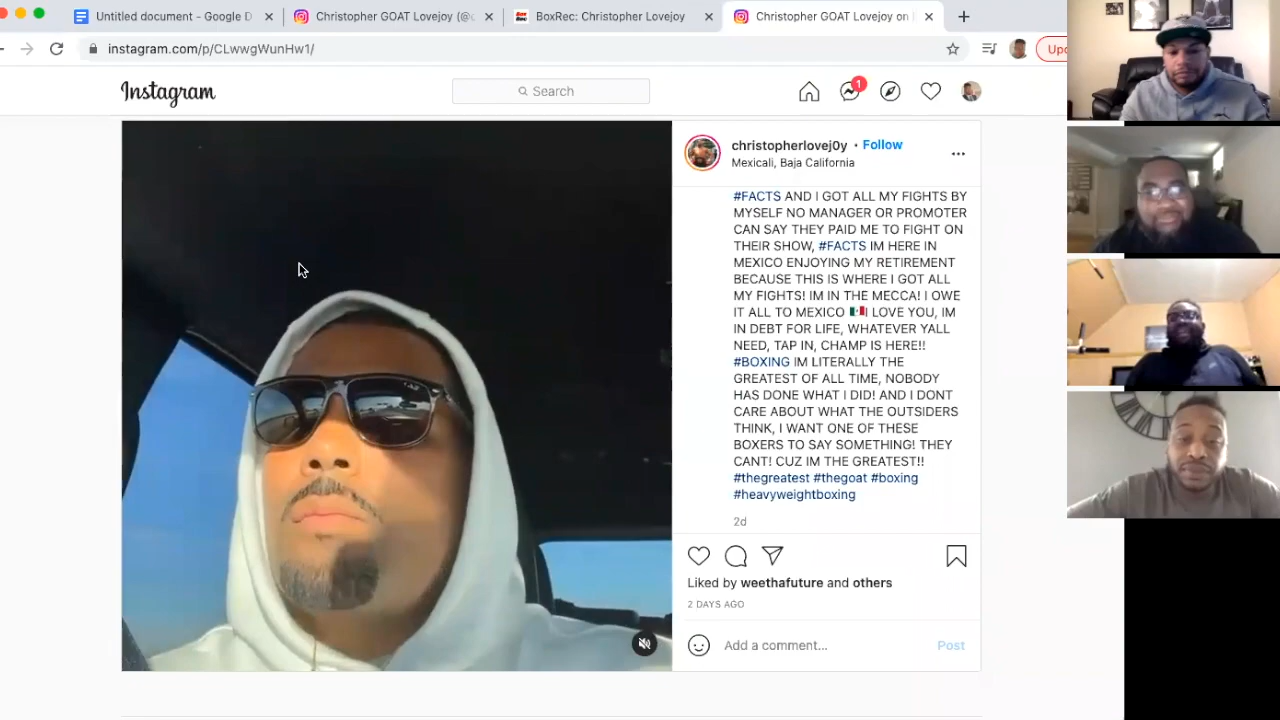 Untitled document - Google D
Christopher GOAT Lovejoy (@
BoxRec: Christopher Lovejoy
Christopher GOAT Lovejoy on
instagram.com/p/CLwwgWunHw1/
Instagram
Search
1
christopherlovej0y • Follow
Mexicali, Baja California
#FACTS AND I GOT ALL MY FIGHTS BY
MYSELF NO MANAGER OR PROMOTER
CAN SAY THEY PAID ME TO FIGHT ON
THEIR SHOW, #FACTS IM HERE IN
MEXICO ENJOYING MY RETIREMENT
BECAUSE THIS IS WHERE I GOT ALL
MY FIGHTS! IM IN THE MECCA! I OWE
IT ALL TO MEXICO 🇲🇽I LOVE YOU, IM
IN DEBT FOR LIFE, WHATEVER YALL
NEED, TAP IN, CHAMP IS HERE!!
#BOXING IM LITERALLY THE
GREATEST OF ALL TIME, NOBODY
HAS DONE WHAT I DID! AND I DONT
CARE ABOUT WHAT THE OUTSIDERS
THINK, I WANT ONE OF THESE
BOXERS TO SAY SOMETHING! THEY
CANT! CUZ IM THE GREATEST!!
#thegreatest #thegoat #boxing
#heavyweightboxing
2d
Liked by weethafuture and others
2 DAYS AGO
Add a comment...
Post